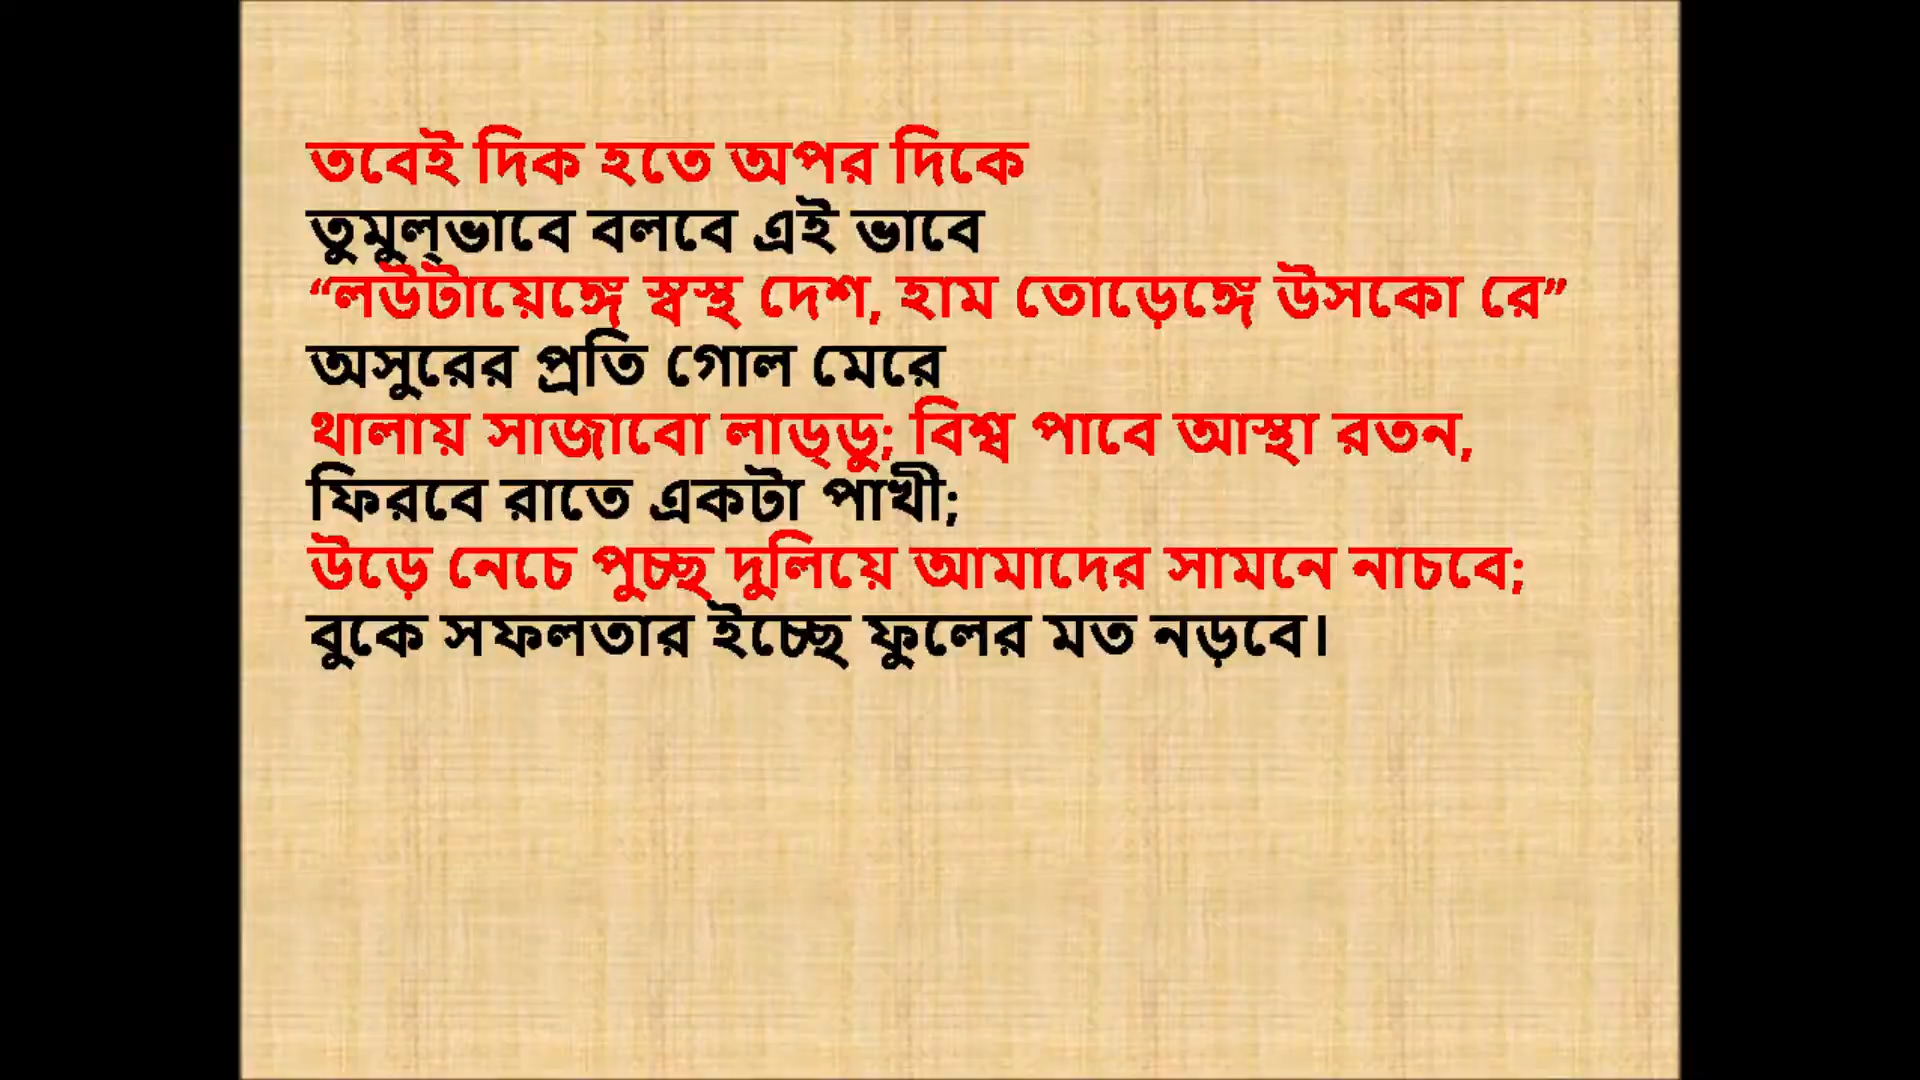 তবেই দিক হতে অপর দিকে
তুমুল্‌ভাবে বলবে এই ভাবে
“লউটায়েঙ্গে স্বস্থ দেশ, হাম তোড়েঙ্গে উসকো রে”
অসুরের প্রতি গোল মেরে
থালায় সাজাবো লাড্‌ডু; বিশ্ব পাবে আস্থা রতন,
ফিরবে রাতে একটা পাখী;
উড়ে নেচে পুচ্ছ দুলিয়ে আমাদের সামনে নাচবে;
বুকে সফলতার ইচ্ছে ফুলের মত নড়বে।